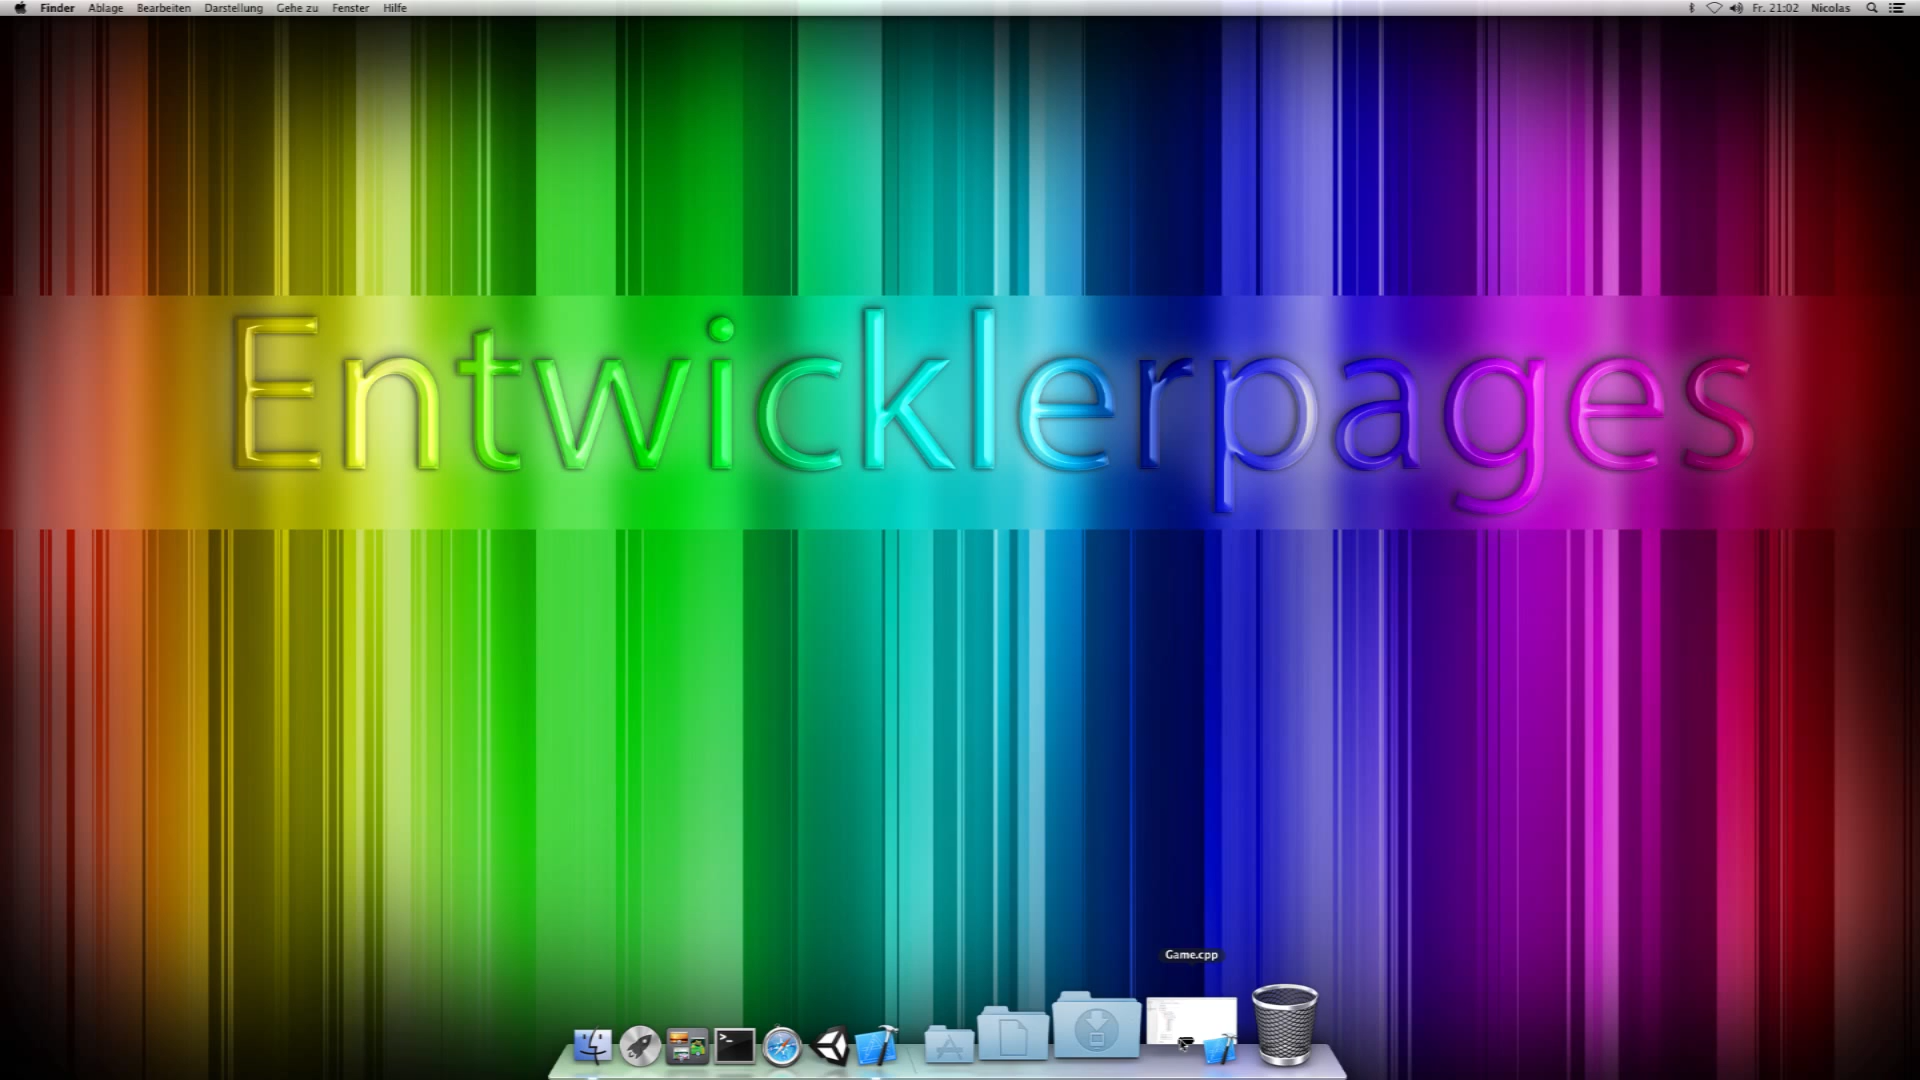 Finder Ablage Bearbeiten Darstellung Gehe zu Fenster Hilfe Fr. 21:02 Nicolas
Entwicklerpages
Game.cpp